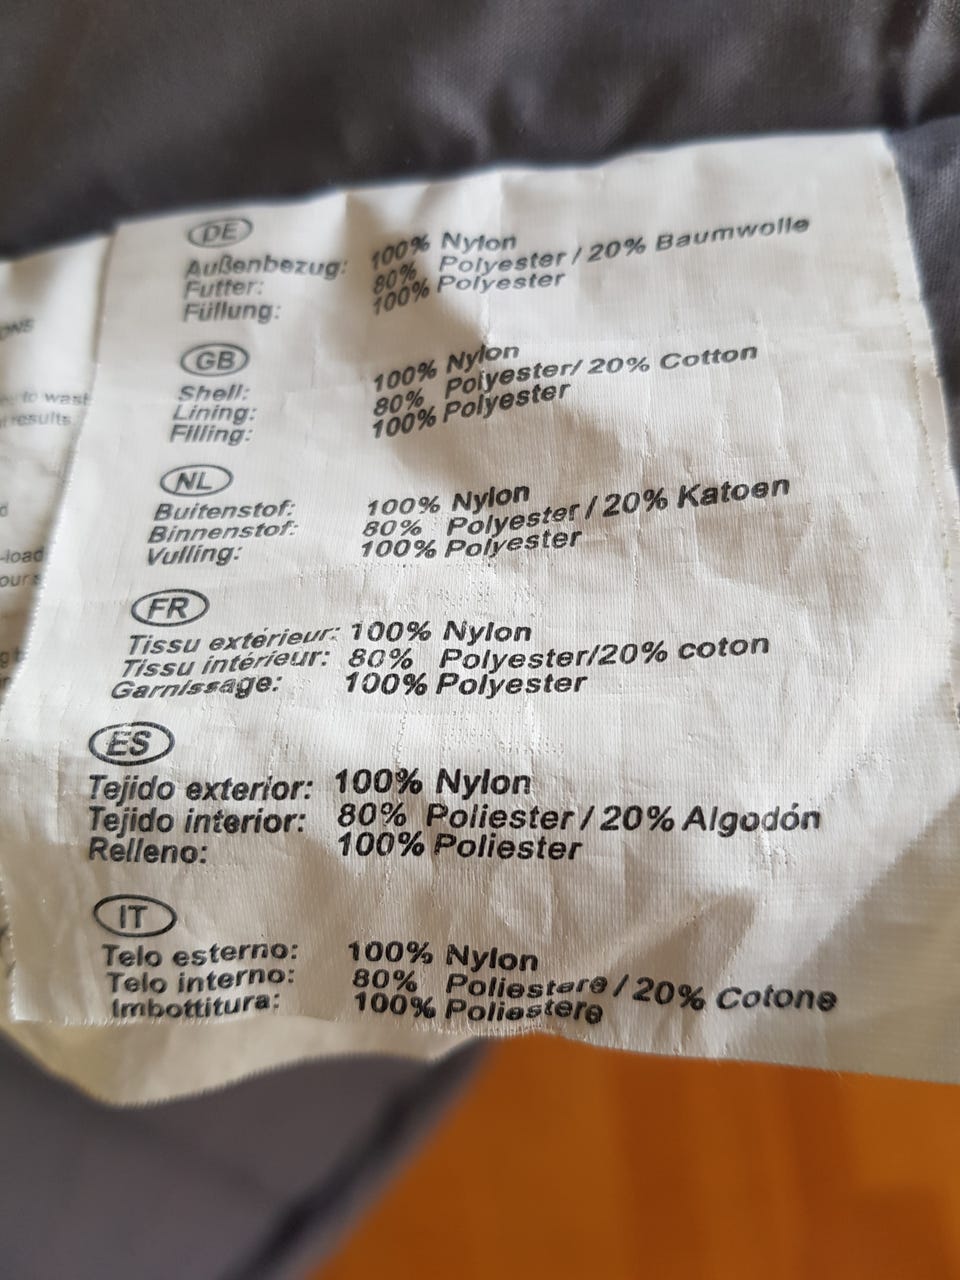 DE
Außenbezug: 100% Nylon
Futter: 80% Polyester / 20% Baumwolle
Füllung: 100% Polyester
GB
Shell: 100% Nylon
Lining: 80% Polyester/ 20% Cotton
Filling: 100% Polyester
NL
Buitenstof: 100% Nylon
Binnenstof: 80% Polyester / 20% Katoen
Vulling: 100% Polyester
FR
Tissu extérieur: 100% Nylon
Tissu intérieur: 80% Polyester/20% coton
Garnissage: 100% Polyester
ES
Tejido exterior: 100% Nylon
Tejido interior: 80% Poliester / 20% Algodón
Relleno: 100% Poliester
IT
Telo esterno: 100% Nylon
Telo interno: 80% Poliestere / 20% Cotone
Imbottitura: 100% Poliestere